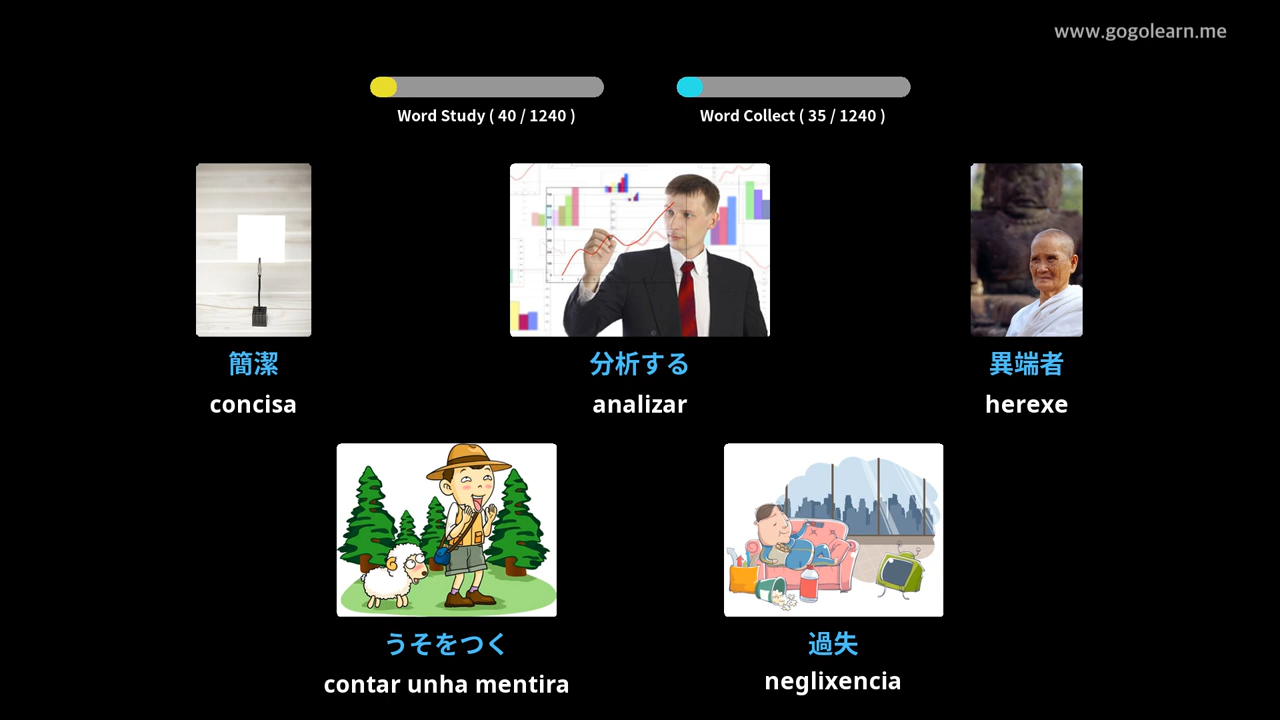 www.gogolearn.me
Word Study ( 40 / 1240 )
Word Collect ( 35 / 1240 )
簡潔
分析する
異端者
concisa
analizar
herexe
うそをつく
過失
contar unha mentira
neglixencia